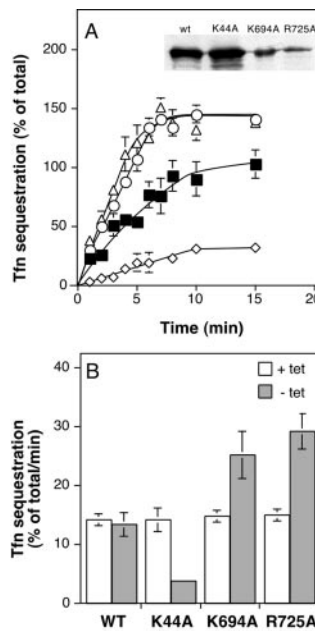 A
wt K44A K694A R725A
Tfn sequestration (% of total)
200
150
100
50
0
0 5 10 15 20
Time (min)
B
+ tet
- tet
Tfn sequestration
(% of total/min)
40
30
20
10
0
WT K44A K694A R725A